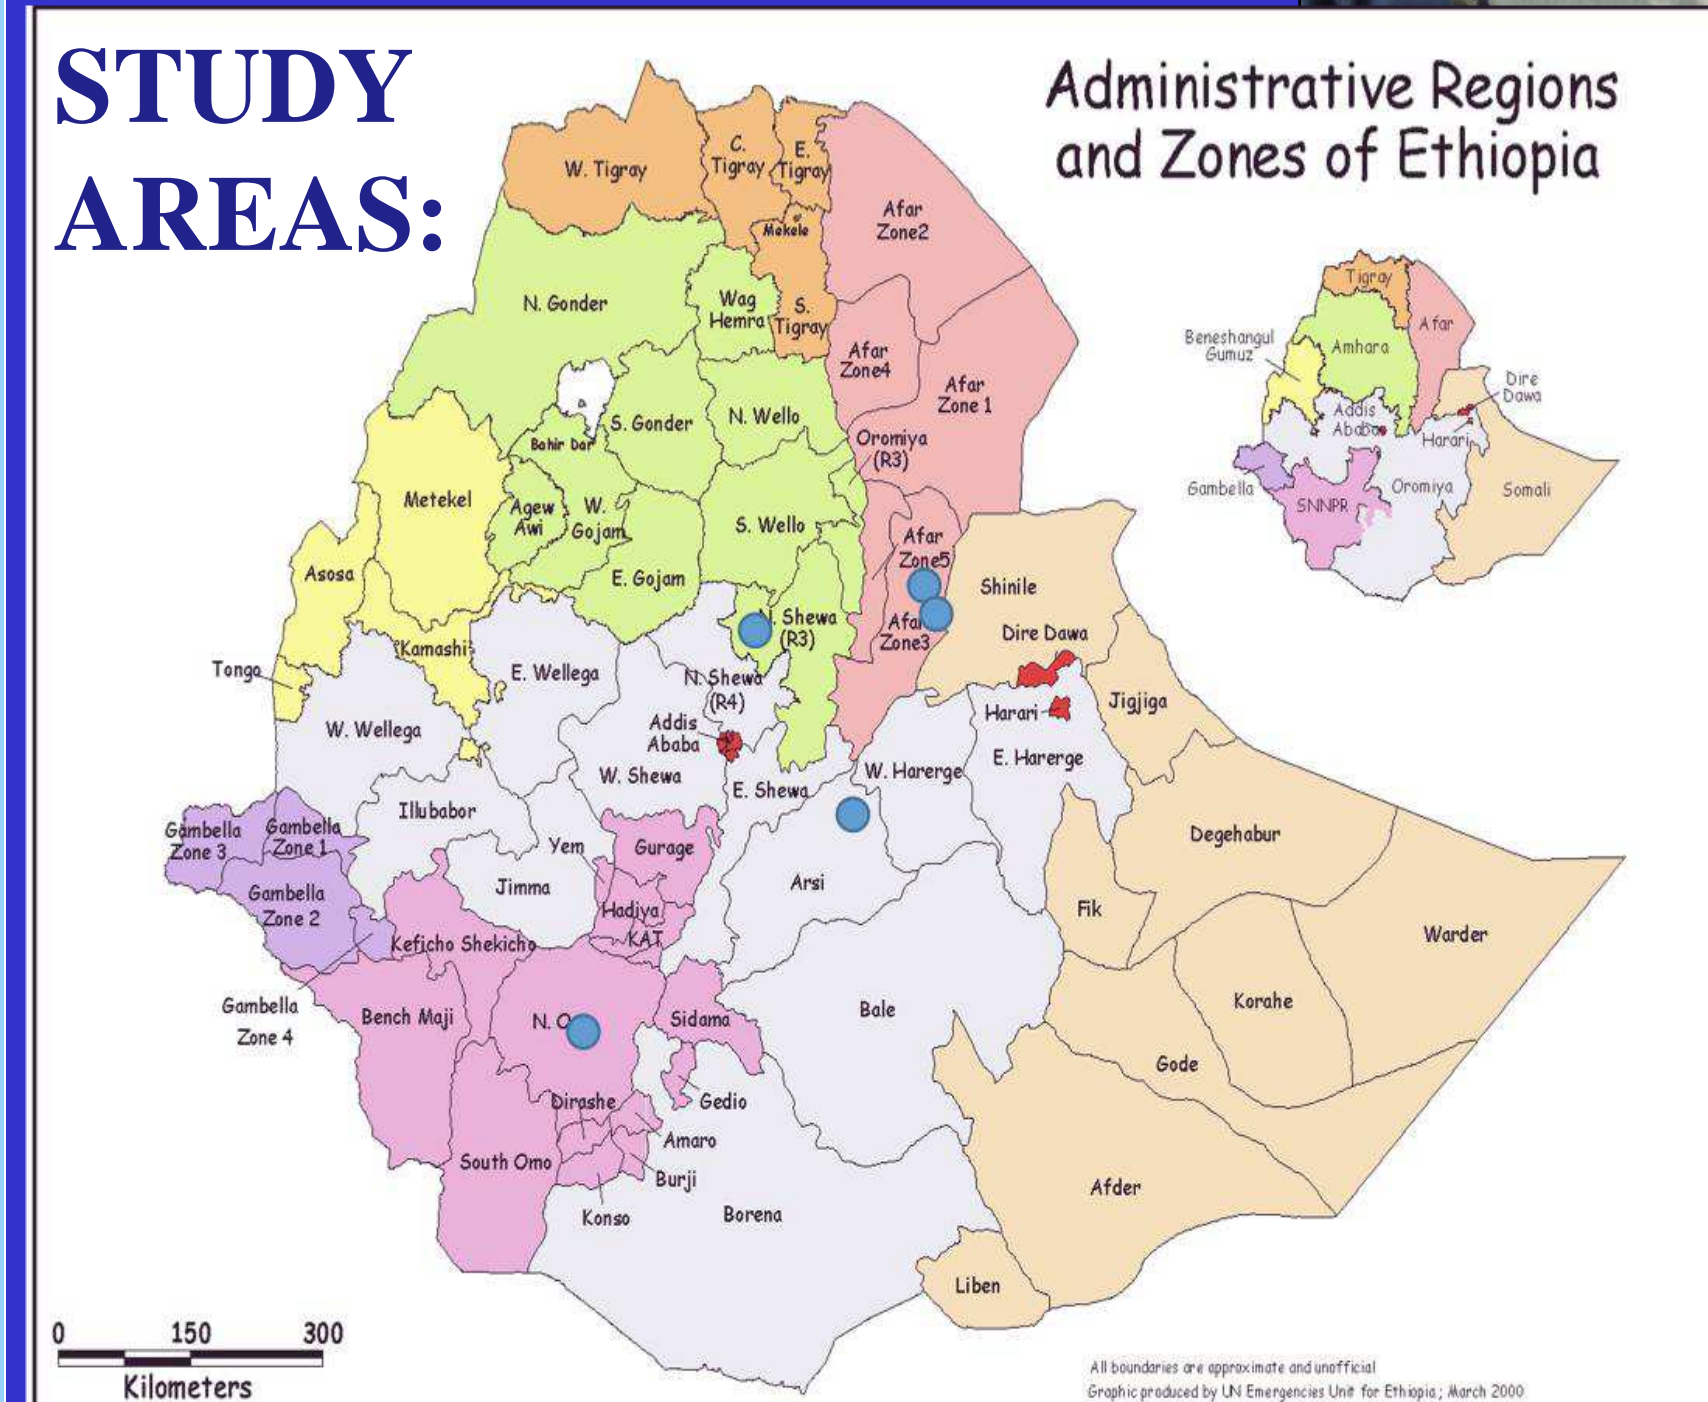 STUDY
AREAS:
Administrative Regions
and Zones of Ethiopia
W. Tigray
C.
Tigray
E.
Tigray
Mekele
S.
Tigray
Afar
Zone2
Afar
Zone4
Afar
Zone 1
N. Gonder
Wag
Hemra
S. Gonder
N. Wello
Bahir Dar
Oromiya
(R3)
Metekel
Agew
Awi
W.
Gojam
S. Wello
E. Gojam
Afar
Zone5
Asosa
Shinile
N. Shewa
(R3)
Afar
Zone3
Dire Dawa
Kamashi
Tongo
E. Wellega
N. Shewa
(R4)
Jigjiga
Harari
W. Wellega
Addis
Ababa
W. Shewa
E. Shewa
W. Harerge
E. Harerge
Illubabor
Gambella
Zone 3
Gambella
Zone 1
Yem
Gurage
Degehabur
Jimma
Arsi
Gambella
Zone 2
Hadiya
KAT
Fik
Keficho Shekicho
Warder
Gambella
Zone 4
Bench Maji
N. O
Sidama
Bale
Korahe
Gode
Dirashe
Gedio
Amaro
South Omo
Burji
Afder
Konso
Borena
Liben
Tigray
Beneshangul
Gumuz
Amhara
Afar
Dire
Dawa
Addis
Ababa
Harari
Gambella
SNNPR
Oromiya
Somali
0 150 300
Kilometers
All boundaries are approximate and unofficial
Graphic produced by UN Emergencies Unit for Ethiopia; March 2000